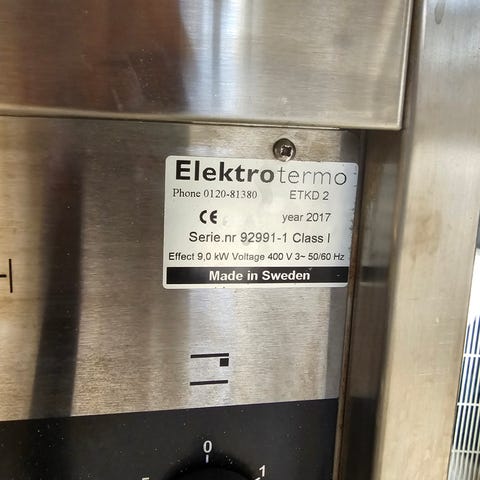 Elektrotermo
Phone 0120-81380 ETKD 2
CE year 2017
Serie.nr 92991-1 Class I
Effect 9,0 kW Voltage 400 V 3~ 50/60 Hz
Made in Sweden
0
1